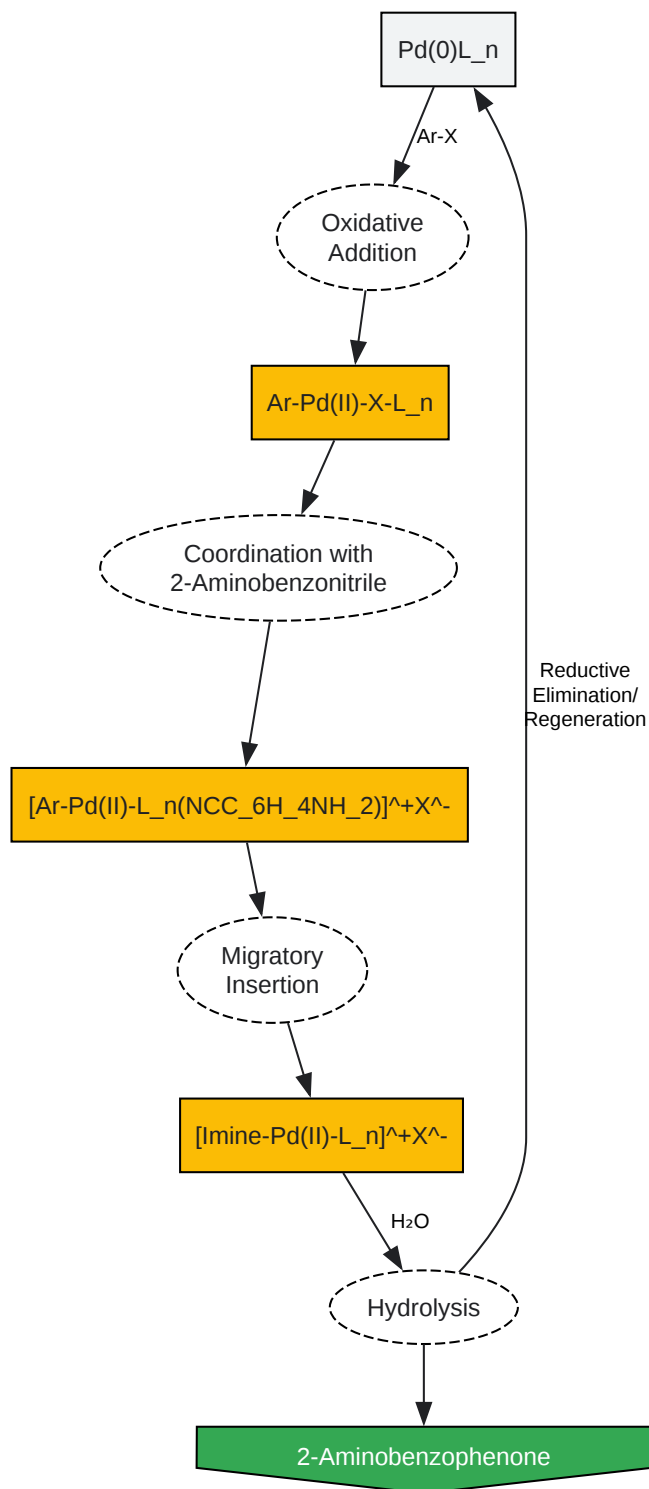 Pd(0)L_n
Ar-X
Oxidative
Addition
Ar-Pd(II)-X-L_n
Coordination with
2-Aminobenzonitrile
Reductive
Elimination/
Regeneration
[Ar-Pd(II)-L_n(NCC_6H_4NH_2)]^+X^-
Migratory
Insertion
[Imine-Pd(II)-L_n]^+X^-
H₂O
Hydrolysis
2-Aminobenzophenone